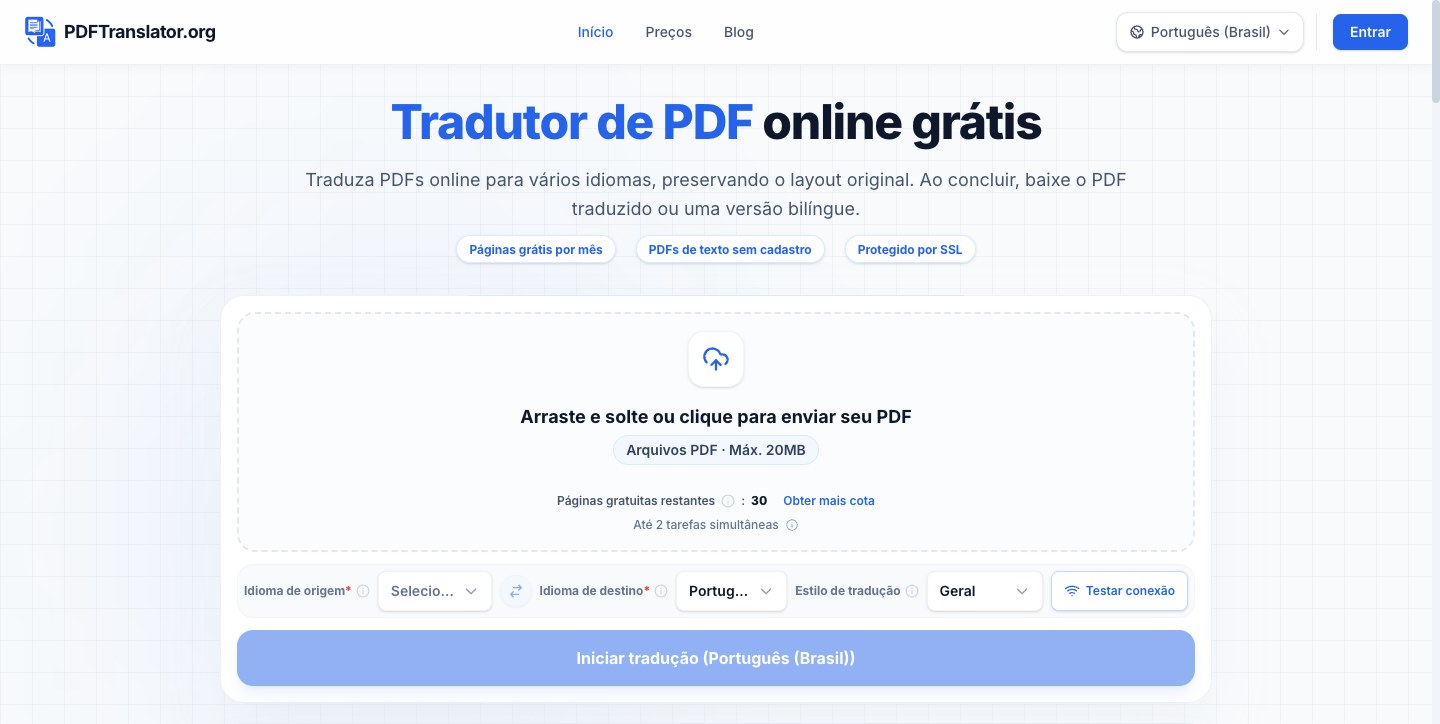 PDFTranslator.org
Início
Preços
Blog
Português (Brasil)
Entrar
Tradutor de PDF online grátis
Traduza PDFs online para vários idiomas, preservando o layout original. Ao concluir, baixe o PDF
traduzido ou uma versão bilíngue.
Páginas grátis por mês
PDFs de texto sem cadastro
Protegido por SSL
Arraste e solte ou clique para enviar seu PDF
Arquivos PDF · Máx. 20MB
Páginas gratuitas restantes : 30 Obter mais cota
Até 2 tarefas simultâneas
Idioma de origem* Selecio... Idioma de destino* Portug... Estilo de tradução Geral Testar conexão
Iniciar tradução (Português (Brasil))